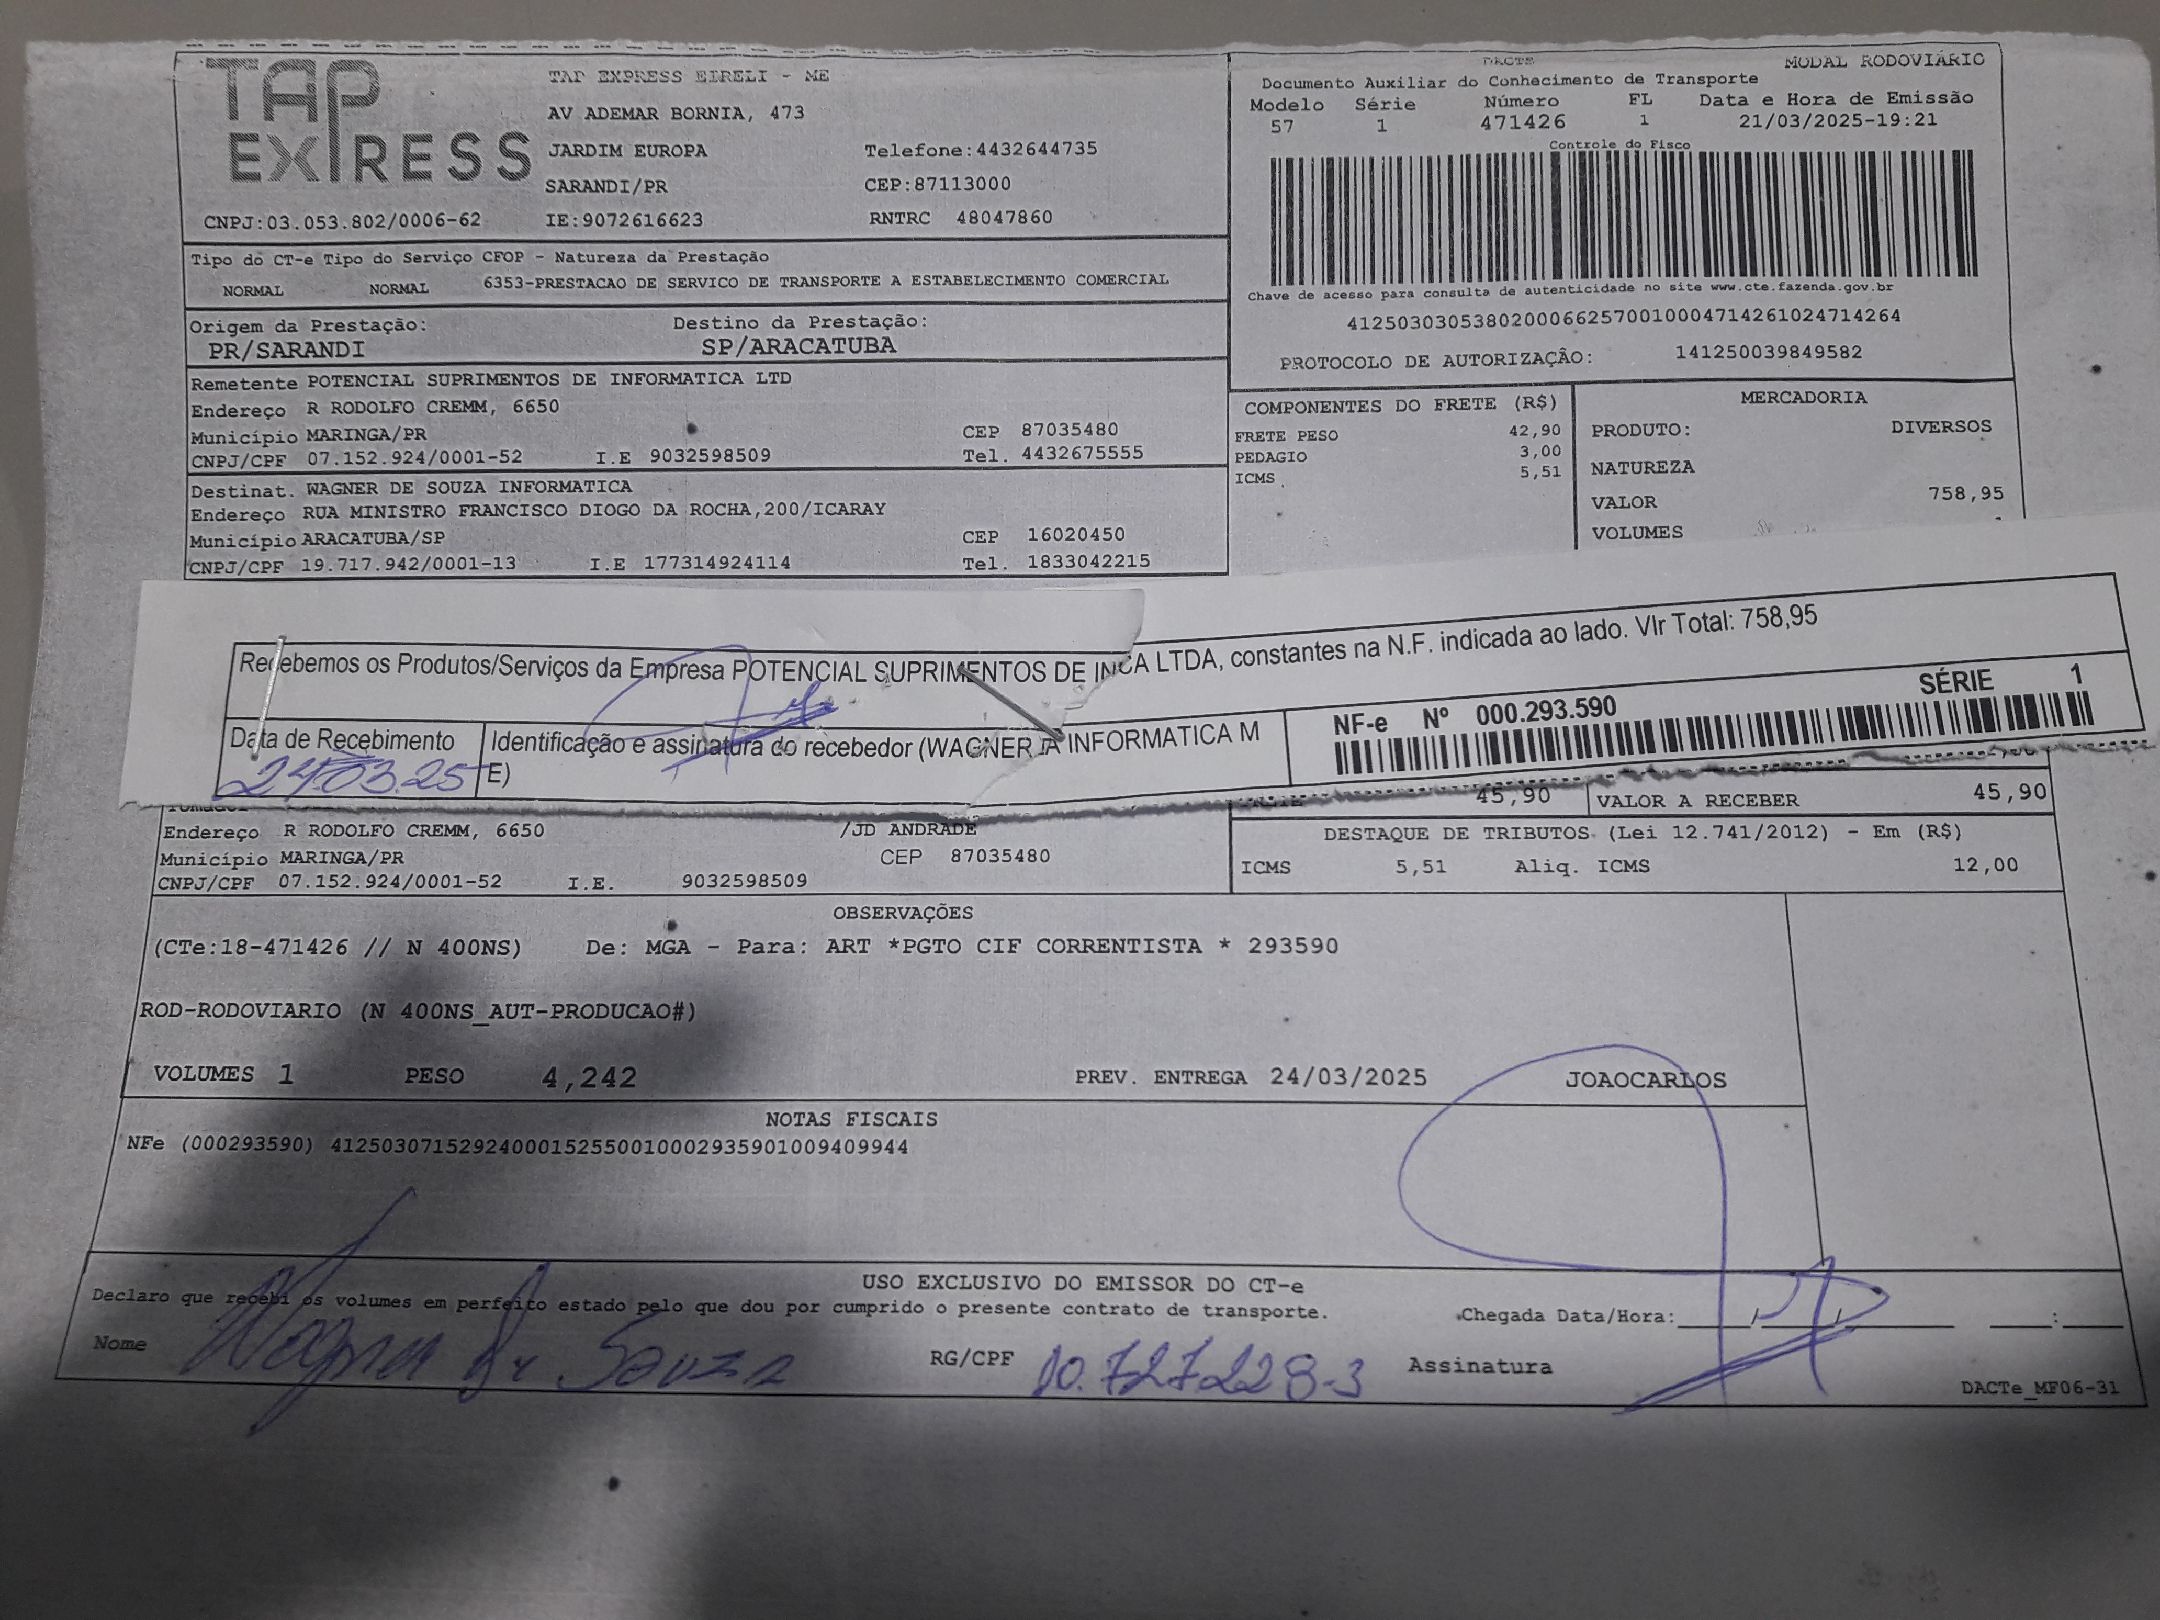 TAP EXPRESS
TAP EXPRESS EIRELI - ME
AV ADEMAR BORNIA, 473
JARDIM EUROPA Telefone:4432644735
SARANDI/PR CEP:87113000
CNPJ:03.053.802/0006-62 IE:9072616623 RNTRC 48047860
DACTE MODAL RODOVIÁRIO
Documento Auxiliar do Conhecimento de Transporte
Modelo Série Número FL Data e Hora de Emissão
57 1 471426 1 21/03/2025-19:21
Controle do Fisco
Chave de acesso para consulta de autenticidade no site www.cte.fazenda.gov.br
41250303053802000662570010004714261024714264
PROTOCOLO DE AUTORIZAÇÃO: 141250039849582
Tipo do CT-e Tipo do Serviço CFOP - Natureza da Prestação
NORMAL NORMAL 6353-PRESTACAO DE SERVICO DE TRANSPORTE A ESTABELECIMENTO COMERCIAL
Origem da Prestação: Destino da Prestação:
PR/SARANDI SP/ARACATUBA
Remetente POTENCIAL SUPRIMENTOS DE INFORMATICA LTD
Endereço R RODOLFO CREMM, 6650
Município MARINGA/PR CEP 87035480
CNPJ/CPF 07.152.924/0001-52 I.E 9032598509 Tel. 4432675555
Destinat. WAGNER DE SOUZA INFORMATICA
Endereço RUA MINISTRO FRANCISCO DIOGO DA ROCHA,200/ICARAY
Município ARACATUBA/SP CEP 16020450
CNPJ/CPF 19.717.942/0001-13 I.E 177314924114 Tel. 1833042215
COMPONENTES DO FRETE (R$)
FRETE PESO 42,90
PEDAGIO 3,00
ICMS 5,51
MERCADORIA
PRODUTO: DIVERSOS
NATUREZA
VALOR 758,95
VOLUMES
Recebemos os Produtos/Serviços da Empresa POTENCIAL SUPRIMENTOS DE INCA LTDA, constantes na N.F. indicada ao lado. Vlr Total: 758,95
Data de Recebimento
24.03.25
Identificação e assinatura do recebedor (WAGNER INFORMATICA M
E)
NF-e Nº 000.293.590 SÉRIE 1
45,90 VALOR A RECEBER 45,90
Tomador
Endereço R RODOLFO CREMM, 6650 /JD ANDRADE
Município MARINGA/PR CEP 87035480
CNPJ/CPF 07.152.924/0001-52 I.E. 9032598509
DESTAQUE DE TRIBUTOS (Lei 12.741/2012) - Em (R$)
ICMS 5,51 Aliq. ICMS 12,00
OBSERVAÇÕES
(CTe:18-471426 // N 400NS) De: MGA - Para: ART *PGTO CIF CORRENTISTA * 293590
ROD-RODOVIARIO (N 400NS_AUT-PRODUCAO#)
VOLUMES 1 PESO 4,242 PREV. ENTREGA 24/03/2025 JOAOCARLOS
NOTAS FISCAIS
NFe (000293590) 41250307152924000152550010002935901009409944
USO EXCLUSIVO DO EMISSOR DO CT-e
Declaro que recebi os volumes em perfeito estado pelo que dou por cumprido o presente contrato de transporte. Chegada Data/Hora:
Nome Wagner de Souza RG/CPF 10.727.228-3 Assinatura
DACTe_MF06-31